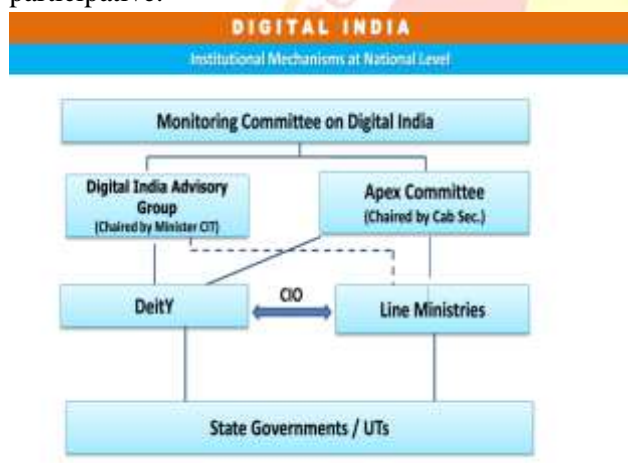 participative.
DIGITAL INDIA
Institutional Mechanisms at National Level
Monitoring Committee on Digital India
Digital India Advisory
Group
(Chaired by Minister CIT)
Apex Committee
(Chaired by Cab Sec.)
DeitY
CIO
Line Ministries
State Governments / UTs